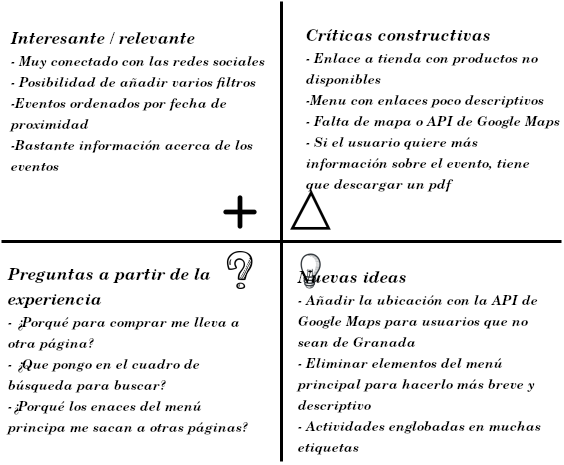 Interesante / relevante
- Muy conectado con las redes sociales
- Posibilidad de añadir varios filtros
-Eventos ordenados por fecha de
proximidad
-Bastante información acerca de los
eventos
Críticas constructivas
- Enlace a tienda con productos no
disponibles
-Menu con enlaces poco descriptivos
- Falta de mapa o API de Google Maps
- Si el usuario quiere más
información sobre el evento, tiene
que descargar un pdf
Preguntas a partir de la
experiencia
- ¿Porqué para comprar me lleva a
otra página?
- ¿Que pongo en el cuadro de
búsqueda para buscar?
-¿Porqué los enaces del menú
principa me sacan a otras páginas?
Nuevas ideas
- Añadir la ubicación con la API de
Google Maps para usuarios que no
sean de Granada
- Eliminar elementos del menú
principal para hacerlo más breve y
descriptivo
- Actividades englobadas en muchas
etiquetas